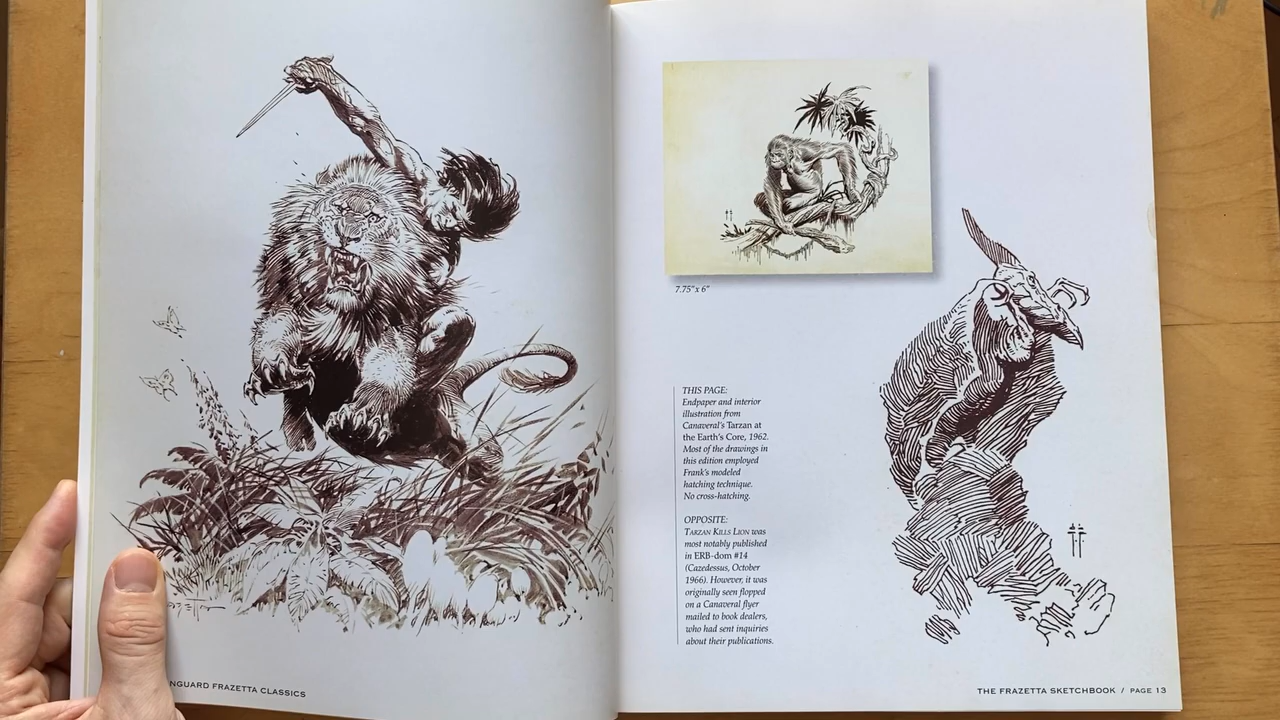 NGUARD FRAZETTA CLASSICS
7.75"x 6"
THIS PAGE:
Endpaper and interior
illustration from
Canaveral's Tarzan at
the Earth's Core, 1962.
Most of the drawings in
this edition employed
Frank's modeled
hatching technique.
No cross-hatching.
OPPOSITE:
TARZAN KILLS LION was
most notably published
in ERB-dom #14
(Cazedessus, October
1966). However, it was
originally seen flopped
on a Canaveral flyer
mailed to book dealers,
who had sent inquiries
about their publications.
THE FRAZETTA SKETCHBOOK / PAGE 13